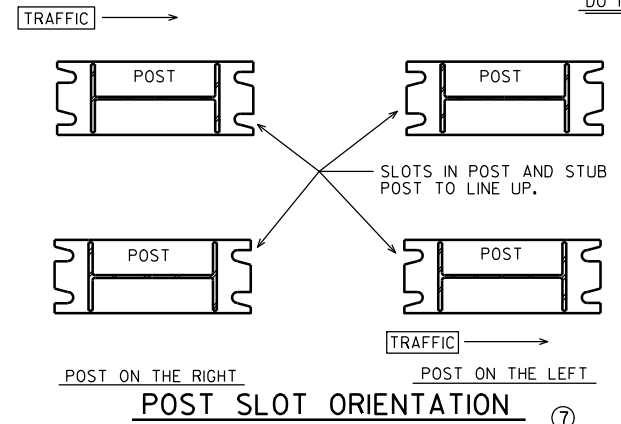 TRAFFIC
POST
POST
SLOTS IN POST AND STUB
POST TO LINE UP.
POST
POST
TRAFFIC
POST ON THE RIGHT
POST ON THE LEFT
POST SLOT ORIENTATION
7